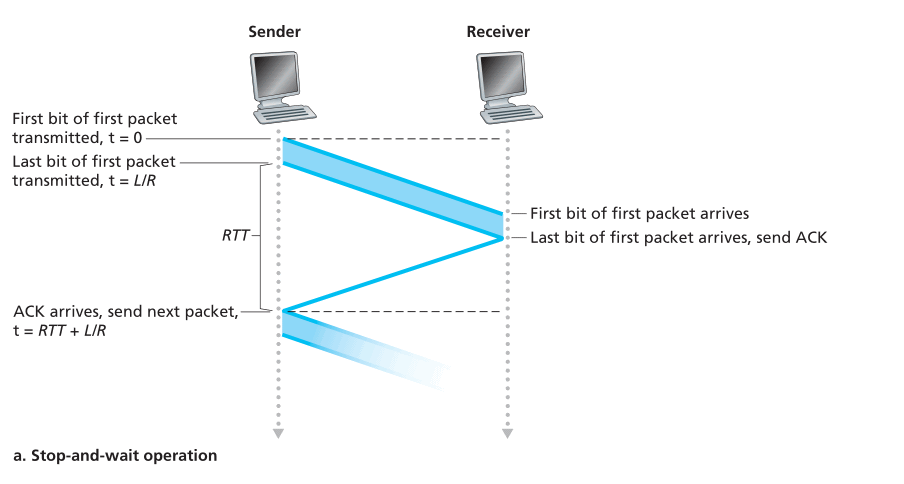 Sender
Receiver
First bit of first packet
transmitted, t = 0
Last bit of first packet
transmitted, t = L/R
First bit of first packet arrives
Last bit of first packet arrives, send ACK
RTT
ACK arrives, send next packet,
t = RTT + L/R
a. Stop-and-wait operation